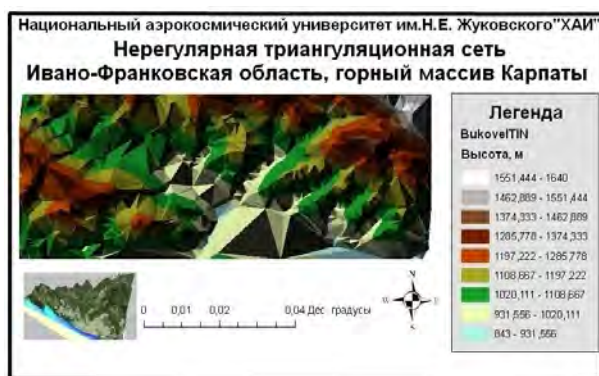 Национальный аэрокосмический университет им.Н.Е. Жуковского"ХАИ"
Нерегулярная триангуляционная сеть
Ивано-Франковская область, горный массив Карпаты
Легенда
BukovelTIN
Высота, м
1551,444 - 1640
1462,889 - 1551,444
1374,333 - 1462,889
1285,778 - 1374,333
1197,222 - 1285,778
1108,667 - 1197,222
1020,111 - 1108,667
931,556 - 1020,111
843 - 931,556
0 0,01 0,02 0,04 Дес. градусы
N
W E
S